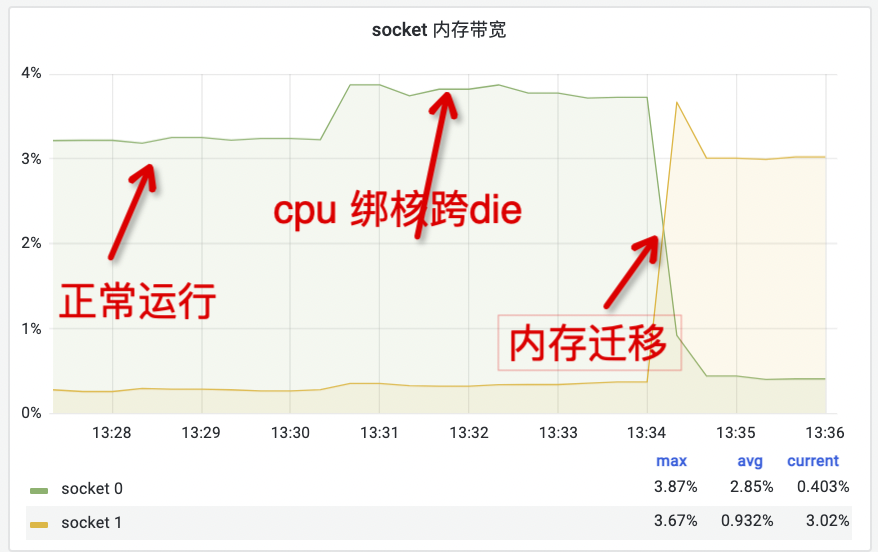 socket 内存带宽
4%
3%
2%
1%
0%
cpu 绑核跨die
正常运行
内存迁移
13:28 13:29 13:30 13:31 13:32 13:33 13:34 13:35 13:36
max avg current
socket 0 3.87% 2.85% 0.403%
socket 1 3.67% 0.932% 3.02%